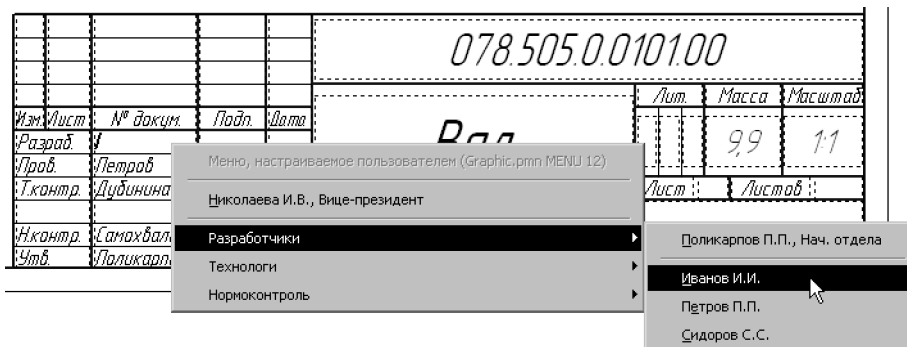 078.505.0.0101.00
Лит. Масса Масштаб
Изм. Лист № докум. Подп. Дата
Вал
9,9 1:1
Разраб.
Пров. Петров
Т.контр. Дубинина
Лист Листов
Н.контр.
Утв.
Меню, настраиваемое пользователем (Graphic.pmn MENU 12)
Николаева И.В., Вице-президент
Разработчики
Технологи
Нормоконтроль
Поликарпов П.П., Нач. отдела
Иванов И.И.
Петров П.П.
Сидоров С.С.